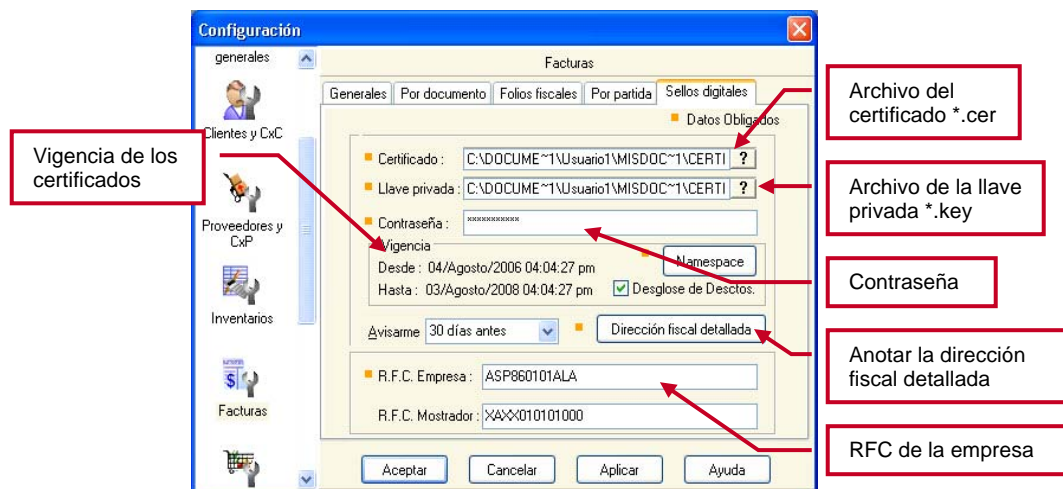 Configuración
generales
Clientes y CxC
Proveedores y
CxP
Inventarios
Facturas
Facturas
Generales
Por documento
Folios fiscales
Por partida
Sellos digitales
Datos Obligados
Certificado : C:\DOCUME~1\Usuario1\MISDOC~1\CERTI ?
Llave privada : C:\DOCUME~1\Usuario1\MISDOC~1\CERTI ?
Contraseña : ***********
Vigencia
Desde : 04/Agosto/2006 04:04:27 pm
Hasta : 03/Agosto/2008 04:04:27 pm
Namespace
Desglose de Desctos.
Avisarme 30 días antes
Dirección fiscal detallada
R.F.C. Empresa : ASP860101ALA
R.F.C. Mostrador : XAXX010101000
Aceptar
Cancelar
Aplicar
Ayuda
Vigencia de los
certificados
Archivo del
certificado *.cer
Archivo de la llave
privada *.key
Contraseña
Anotar la dirección
fiscal detallada
RFC de la empresa